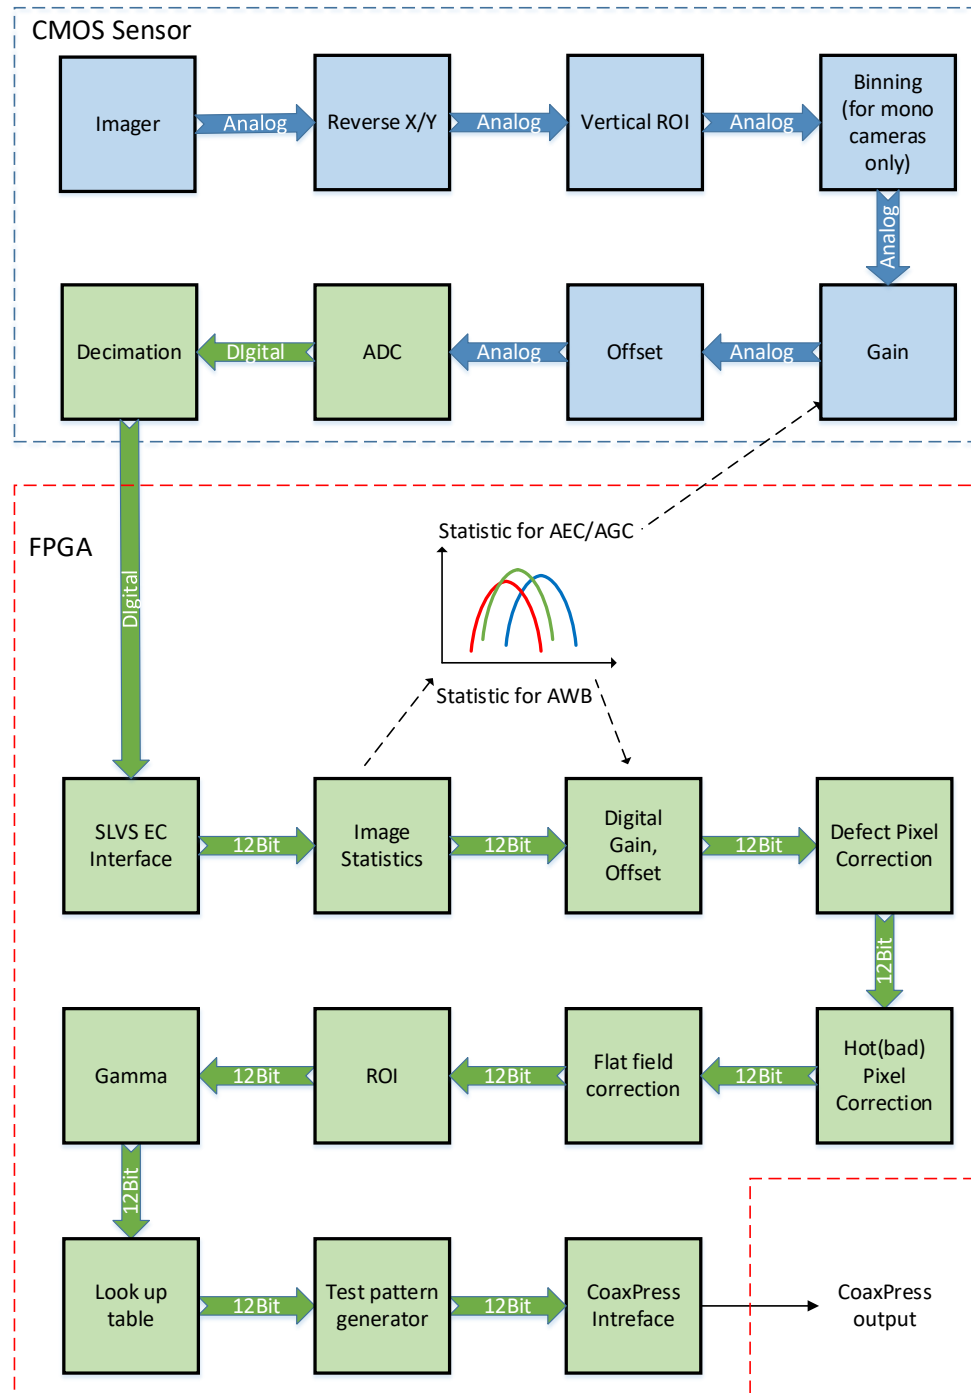 CMOS Sensor
Imager
Analog
Reverse X/Y
Analog
Vertical ROI
Analog
Binning
(for mono
cameras
only)
Analog
Decimation
DIgital
ADC
Analog
Offset
Analog
Gain
DIgital
FPGA
Statistic for AEC/AGC
Statistic for AWB
SLVS EC
Interface
12Bit
Image
Statistics
12Bit
Digital
Gain,
Offset
12Bit
Defect Pixel
Correction
12Bit
Gamma
12Bit
ROI
12Bit
Flat field
correction
12Bit
Hot(bad)
Pixel
Correction
12Bit
Look up
table
12Bit
Test pattern
generator
12Bit
CoaxPress
Intreface
CoaxPress
output